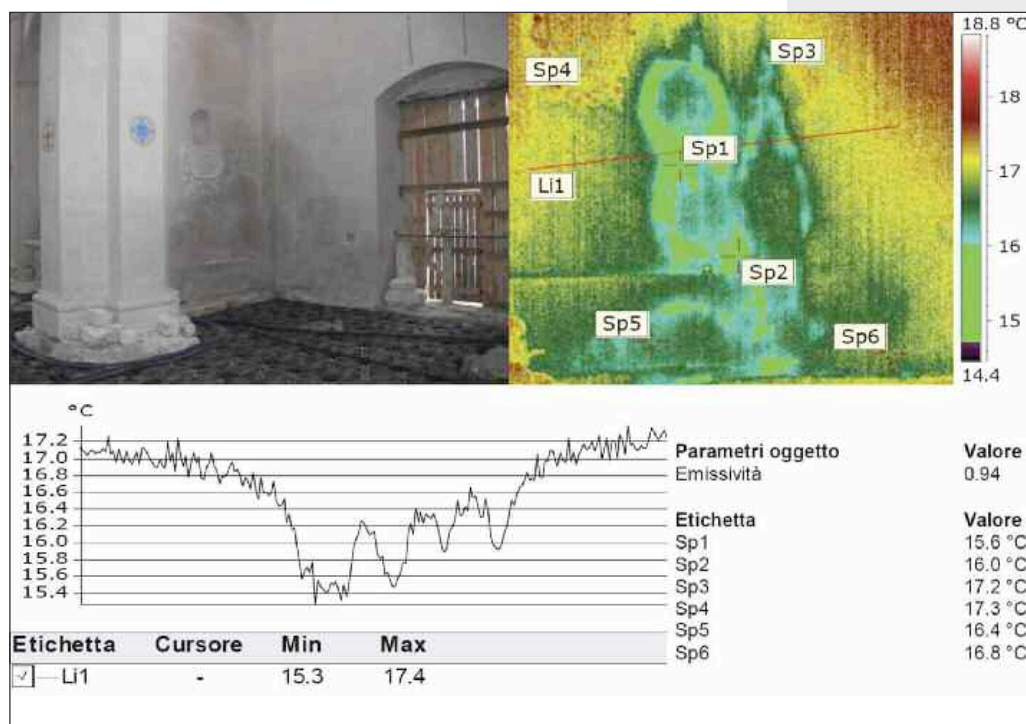 18.8 °C
Sp4
Sp3
18
Sp1
17
Li1
16
Sp2
Sp5
15
Sp6
14.4
°C
17.2
17.0
16.8
16.6
16.4
16.2
16.0
15.8
15.6
15.4
Parametri oggetto Valore
Emissività 0.94
Etichetta Valore
Sp1 15.6 °C
Sp2 16.0 °C
Sp3 17.2 °C
Sp4 17.3 °C
Sp5 16.4 °C
Sp6 16.8 °C
Etichetta Cursore Min Max
Li1 - 15.3 17.4